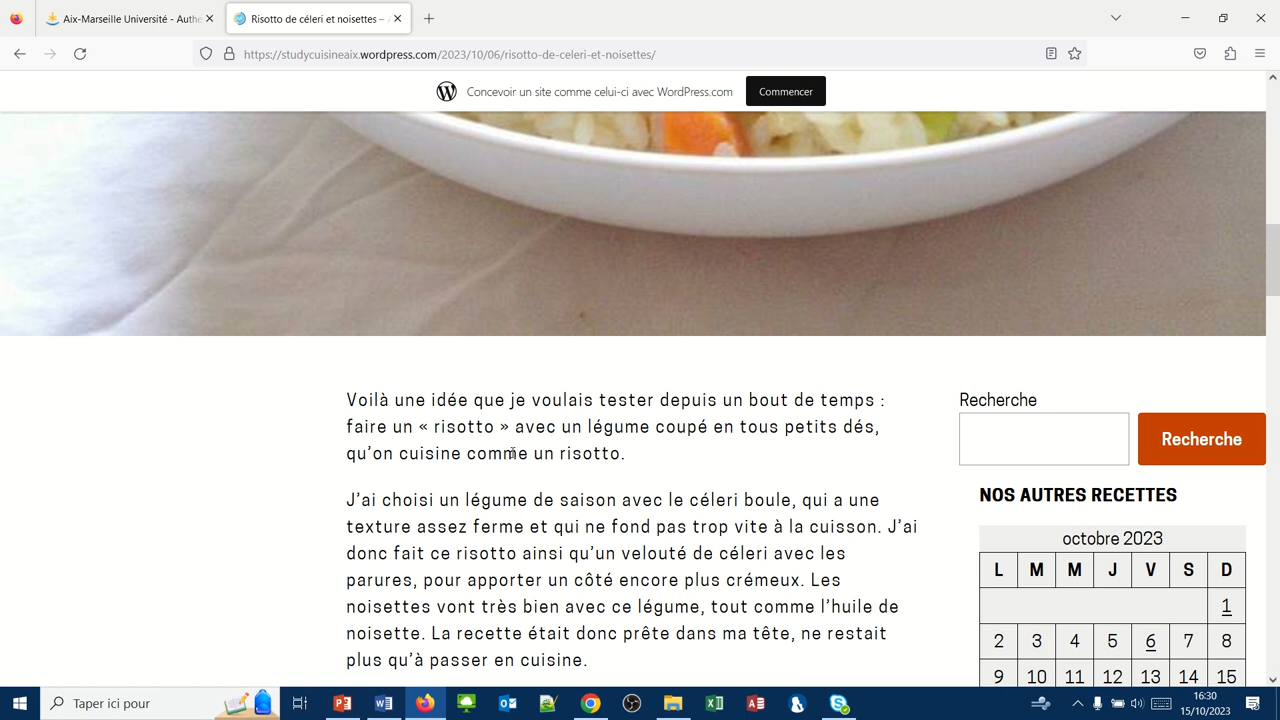 Aix-Marseille Université - Authe
Risotto de céleri et noisettes –
https://studycuisineaix.wordpress.com/2023/10/06/risotto-de-celeri-et-noisettes/
Concevoir un site comme celui-ci avec WordPress.com
Commencer
Voilà une idée que je voulais tester depuis un bout de temps :
faire un « risotto » avec un légume coupé en tous petits dés,
qu’on cuisine comme un risotto.
J’ai choisi un légume de saison avec le céleri boule, qui a une
texture assez ferme et qui ne fond pas trop vite à la cuisson. J’ai
donc fait ce risotto ainsi qu’un velouté de céleri avec les
parures, pour apporter un côté encore plus crémeux. Les
noisettes vont très bien avec ce légume, tout comme l’huile de
noisette. La recette était donc prête dans ma tête, ne restait
plus qu’à passer en cuisine.
Recherche
Recherche
NOS AUTRES RECETTES
octobre 2023
L M M J V S D
1
2 3 4 5 6 7 8
9 10 11 12 13 14 15
Taper ici pour
16:30
15/10/2023